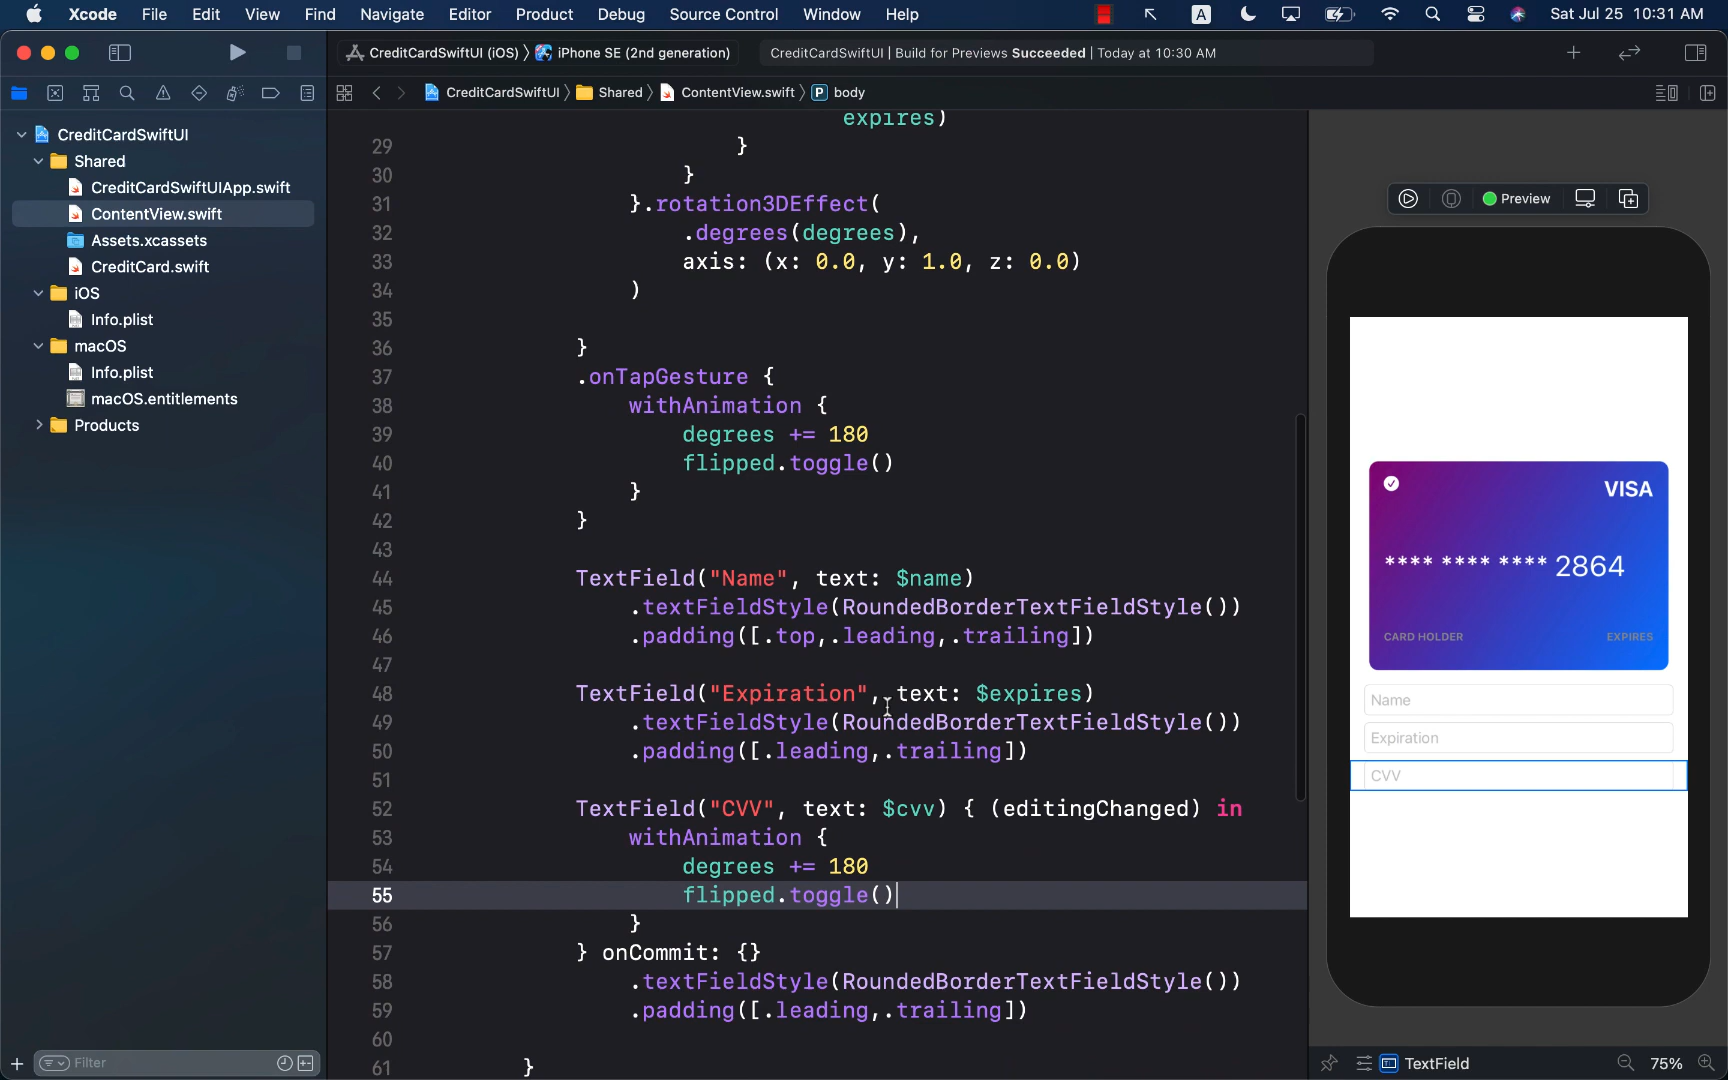 Xcode File Edit View Find Navigate Editor Product Debug Source Control Window Help A Sat Jul 25 10:31 AM
CreditCardSwiftUI (iOS) 〉 iPhone SE (2nd generation) CreditCardSwiftUI | Build for Previews Succeeded | Today at 10:30 AM
CreditCardSwiftUI 〉 Shared 〉 ContentView.swift 〉 P body
CreditCardSwiftUI
Shared
CreditCardSwiftUIApp.swift
ContentView.swift
Assets.xcassets
CreditCard.swift
iOS
Info.plist
macOS
Info.plist
macOS.entitlements
Products
Filter
expires)
29 }
30 }
31 }.rotation3DEffect(
32 .degrees(degrees),
33 axis: (x: 0.0, y: 1.0, z: 0.0)
34 )
35
36 }
37 .onTapGesture {
38 withAnimation {
39 degrees += 180
40 flipped.toggle()
41 }
42 }
43
44 TextField("Name", text: $name)
45 .textFieldStyle(RoundedBorderTextFieldStyle())
46 .padding([.top,.leading,.trailing])
47
48 TextField("Expiration", text: $expires)
49 .textFieldStyle(RoundedBorderTextFieldStyle())
50 .padding([.leading,.trailing])
51
52 TextField("CVV", text: $cvv) { (editingChanged) in
53 withAnimation {
54 degrees += 180
55 flipped.toggle()
56 }
57 } onCommit: {}
58 .textFieldStyle(RoundedBorderTextFieldStyle())
59 .padding([.leading,.trailing])
60
61 }
Preview
VISA
**** **** **** 2864
CARD HOLDER EXPIRES
Name
Expiration
CVV
TextField 75%